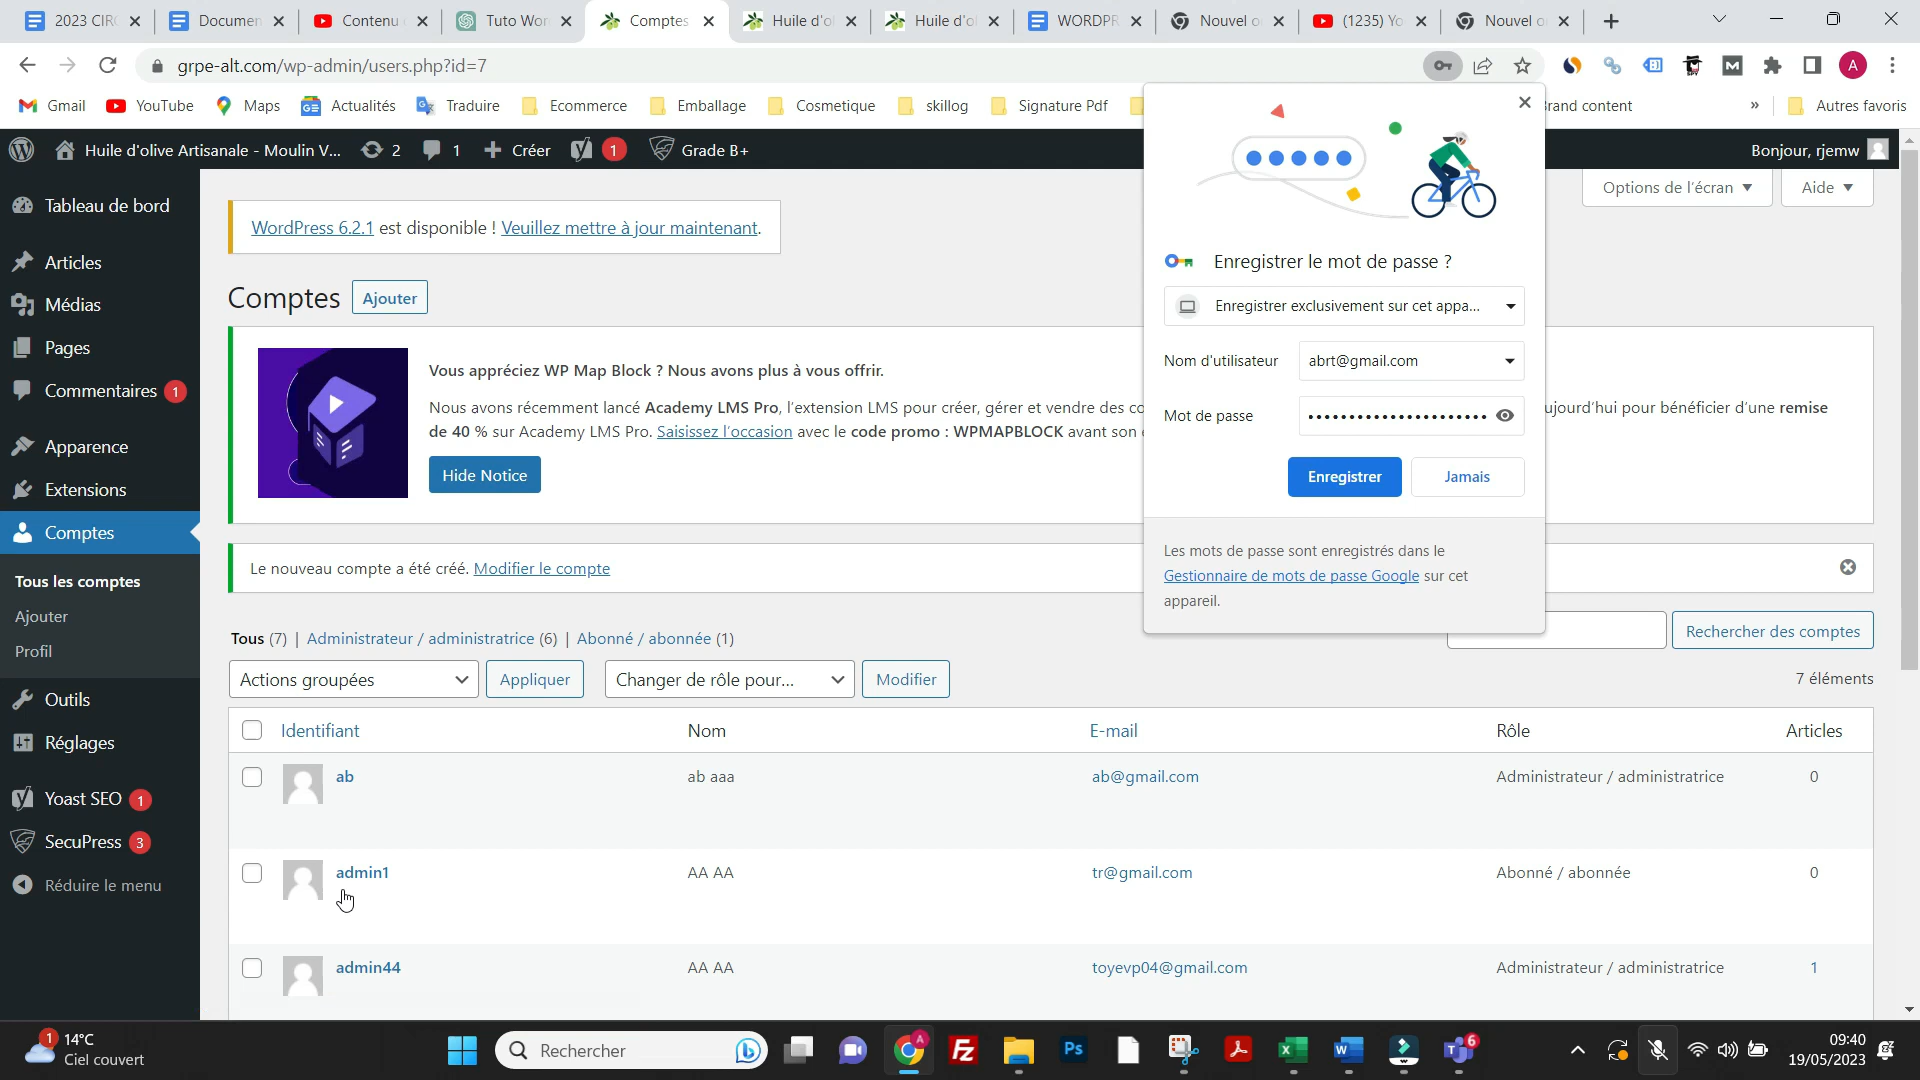 2023 CIR
Documen
Contenu
Tuto Wor
Comptes
Huile d'o
Huile d'ol
WORDPR
Nouvel o
(1235) Yo
Nouvel o
grpe-alt.com/wp-admin/users.php?id=7
A
Gmail
YouTube
Maps
Actualités
Traduire
Ecommerce
Emballage
Cosmetique
skillog
Signature Pdf
rand content
»
Autres favoris
Huile d'olive Artisanale - Moulin V...
2
1
Créer
1
Grade B+
Bonjour, rjemw
Tableau de bord
Articles
Médias
Pages
Commentaires 1
Apparence
Extensions
Comptes
Tous les comptes
Ajouter
Profil
Outils
Réglages
Yoast SEO 1
SecuPress 3
Réduire le menu
Options de l'écran
Aide
WordPress 6.2.1 est disponible ! Veuillez mettre à jour maintenant.
Comptes Ajouter
Vous appréciez WP Map Block ? Nous avons plus à vous offrir.
Nous avons récemment lancé Academy LMS Pro, l'extension LMS pour créer, gérer et vendre des co
ujourd'hui pour bénéficier d'une remise
de 40 % sur Academy LMS Pro. Saisissez l'occasion avec le code promo : WPMAPBLOCK avant son
Hide Notice
Le nouveau compte a été créé. Modifier le compte
Enregistrer le mot de passe ?
Enregistrer exclusivement sur cet appa...
Nom d'utilisateur abrt@gmail.com
Mot de passe
Enregistrer
Jamais
Les mots de passe sont enregistrés dans le
Gestionnaire de mots de passe Google sur cet
appareil.
Tous (7) | Administrateur / administratrice (6) | Abonné / abonnée (1)
Rechercher des comptes
Actions groupées
Appliquer
Changer de rôle pour...
Modifier
7 éléments
Identifiant Nom E-mail Rôle Articles
ab ab aaa ab@gmail.com Administrateur / administratrice 0
admin1 AA AA tr@gmail.com Abonné / abonnée 0
admin44 AA AA toyevp04@gmail.com Administrateur / administratrice 1
1
14°C
Ciel couvert
Rechercher
A
Ps
6
09:40
19/05/2023